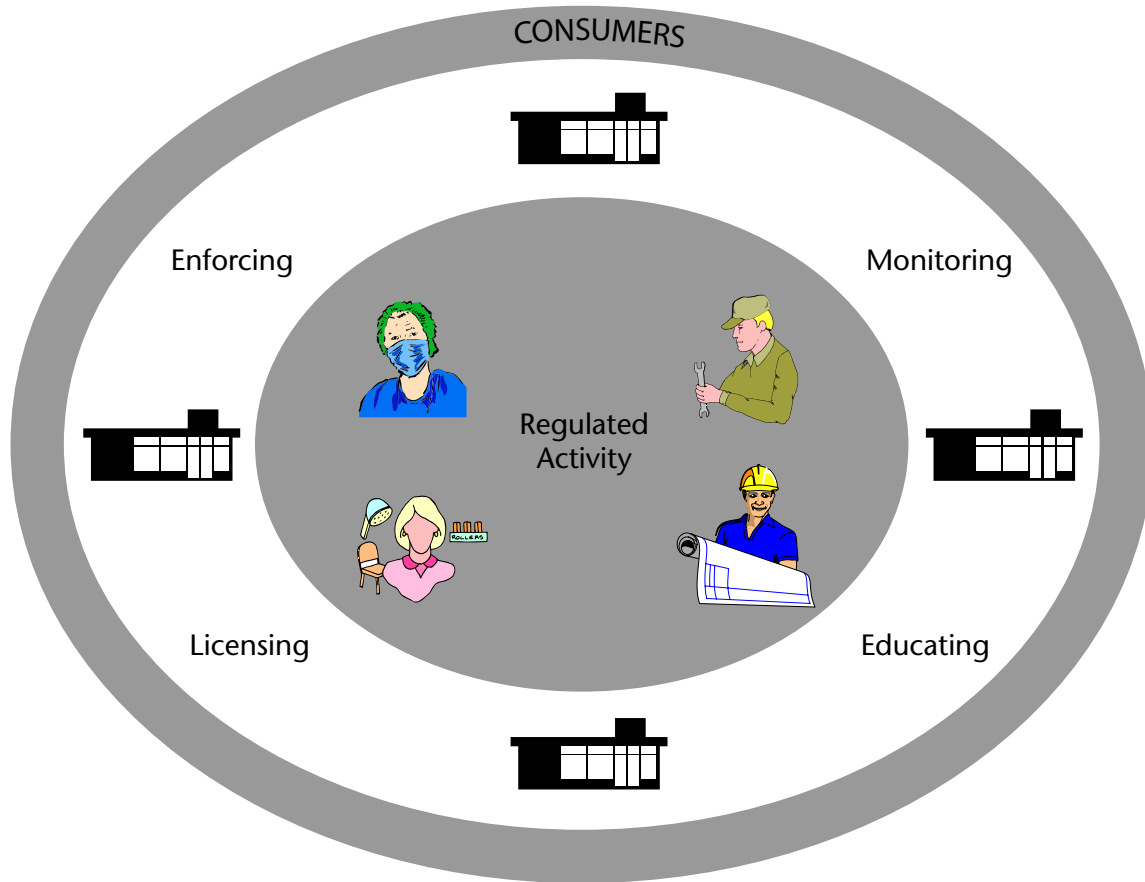 CONSUMERS
Enforcing
Monitoring
Regulated
Activity
ROLLERS
Licensing
Educating